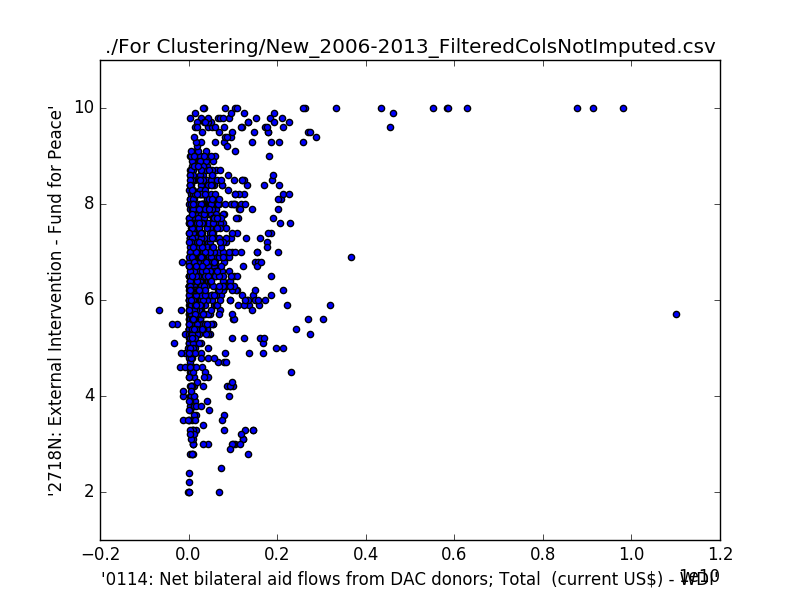 ./For Clustering/New_2006-2013_FilteredColsNotImputed.csv
'2718N: External Intervention - Fund for Peace'
10
8
6
4
2
−0.2 0.0 0.2 0.4 0.6 0.8 1.0 1.2
1e10
'0114: Net bilateral aid flows from DAC donors; Total (current US$) - WDI'